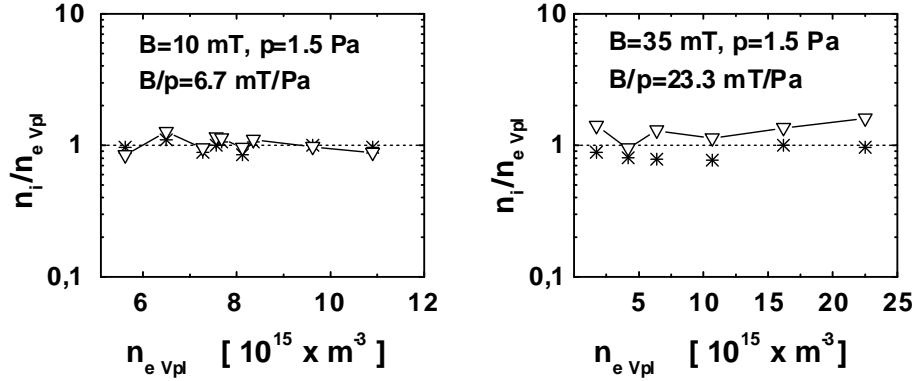 10
B=10 mT, p=1.5 Pa
B/p=6.7 mT/Pa
1
0,1
n_i/n_e Vpl
6 8 10 12
n_e Vpl [ 10^15 x m^-3 ]
10
B=35 mT, p=1.5 Pa
B/p=23.3 mT/Pa
1
0,1
n_i/n_e Vpl
5 10 15 20 25
n_e Vpl [ 10^15 x m^-3 ]